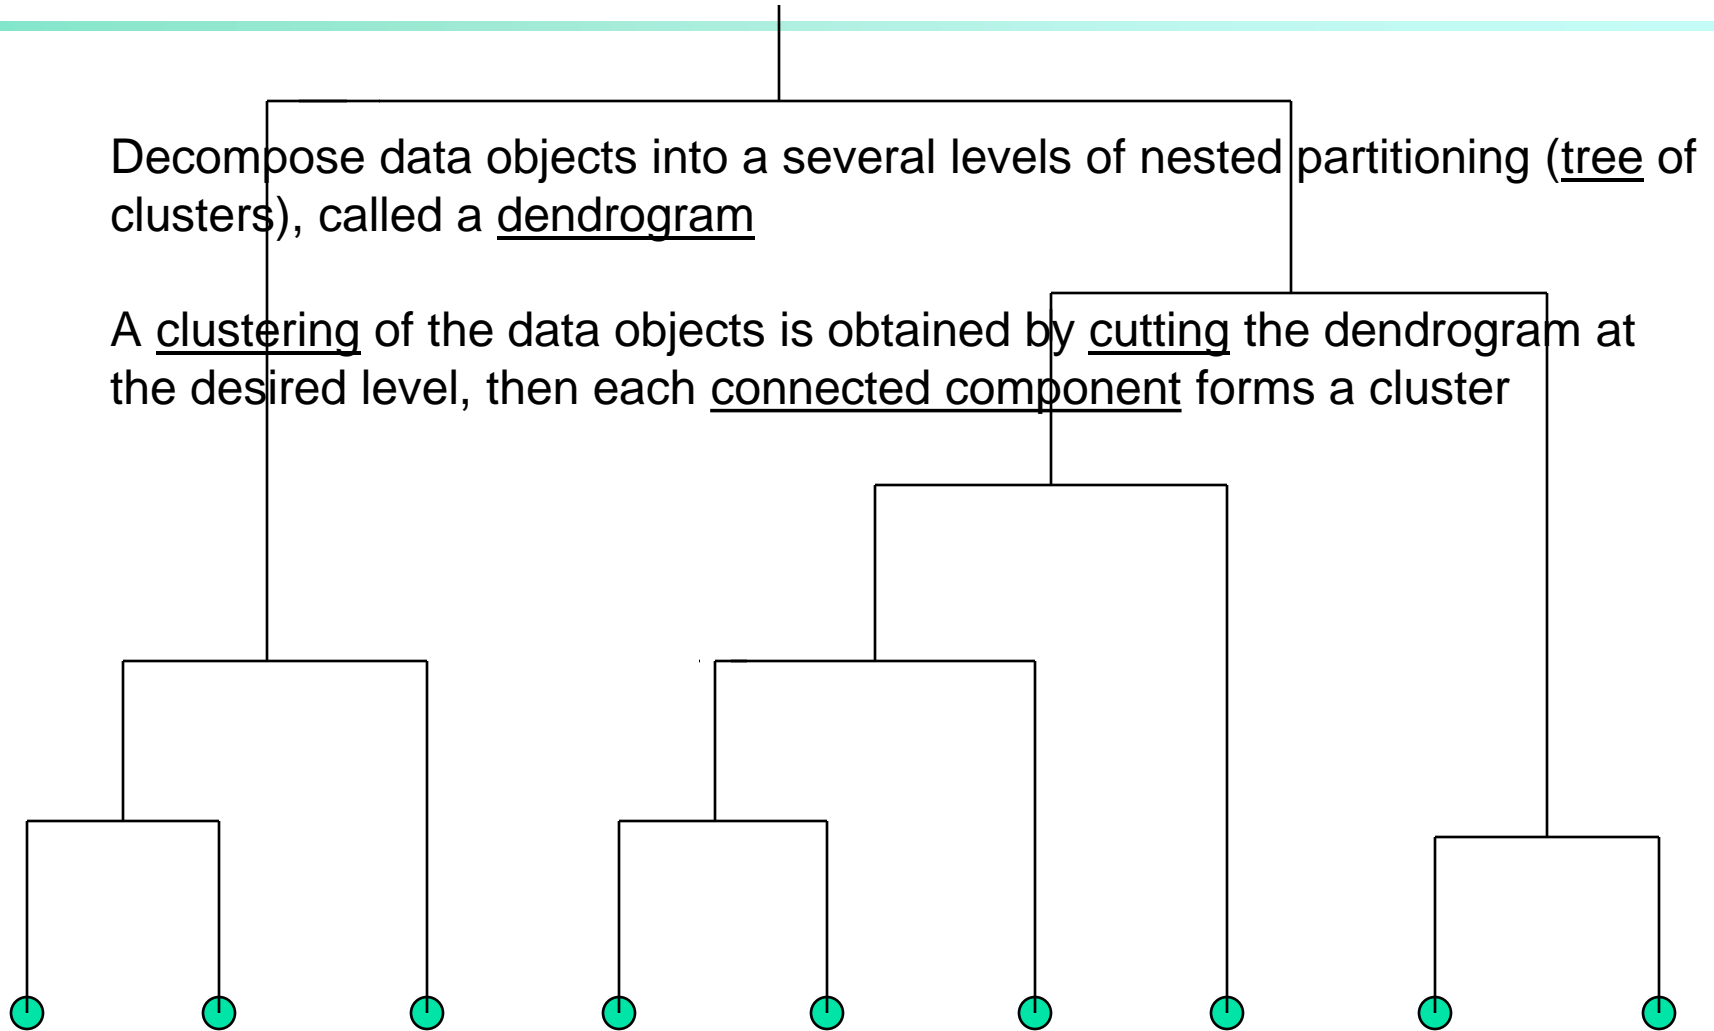 Decompose data objects into a several levels of nested partitioning (tree of
clusters), called a dendrogram
A clustering of the data objects is obtained by cutting the dendrogram at
the desired level, then each connected component forms a cluster